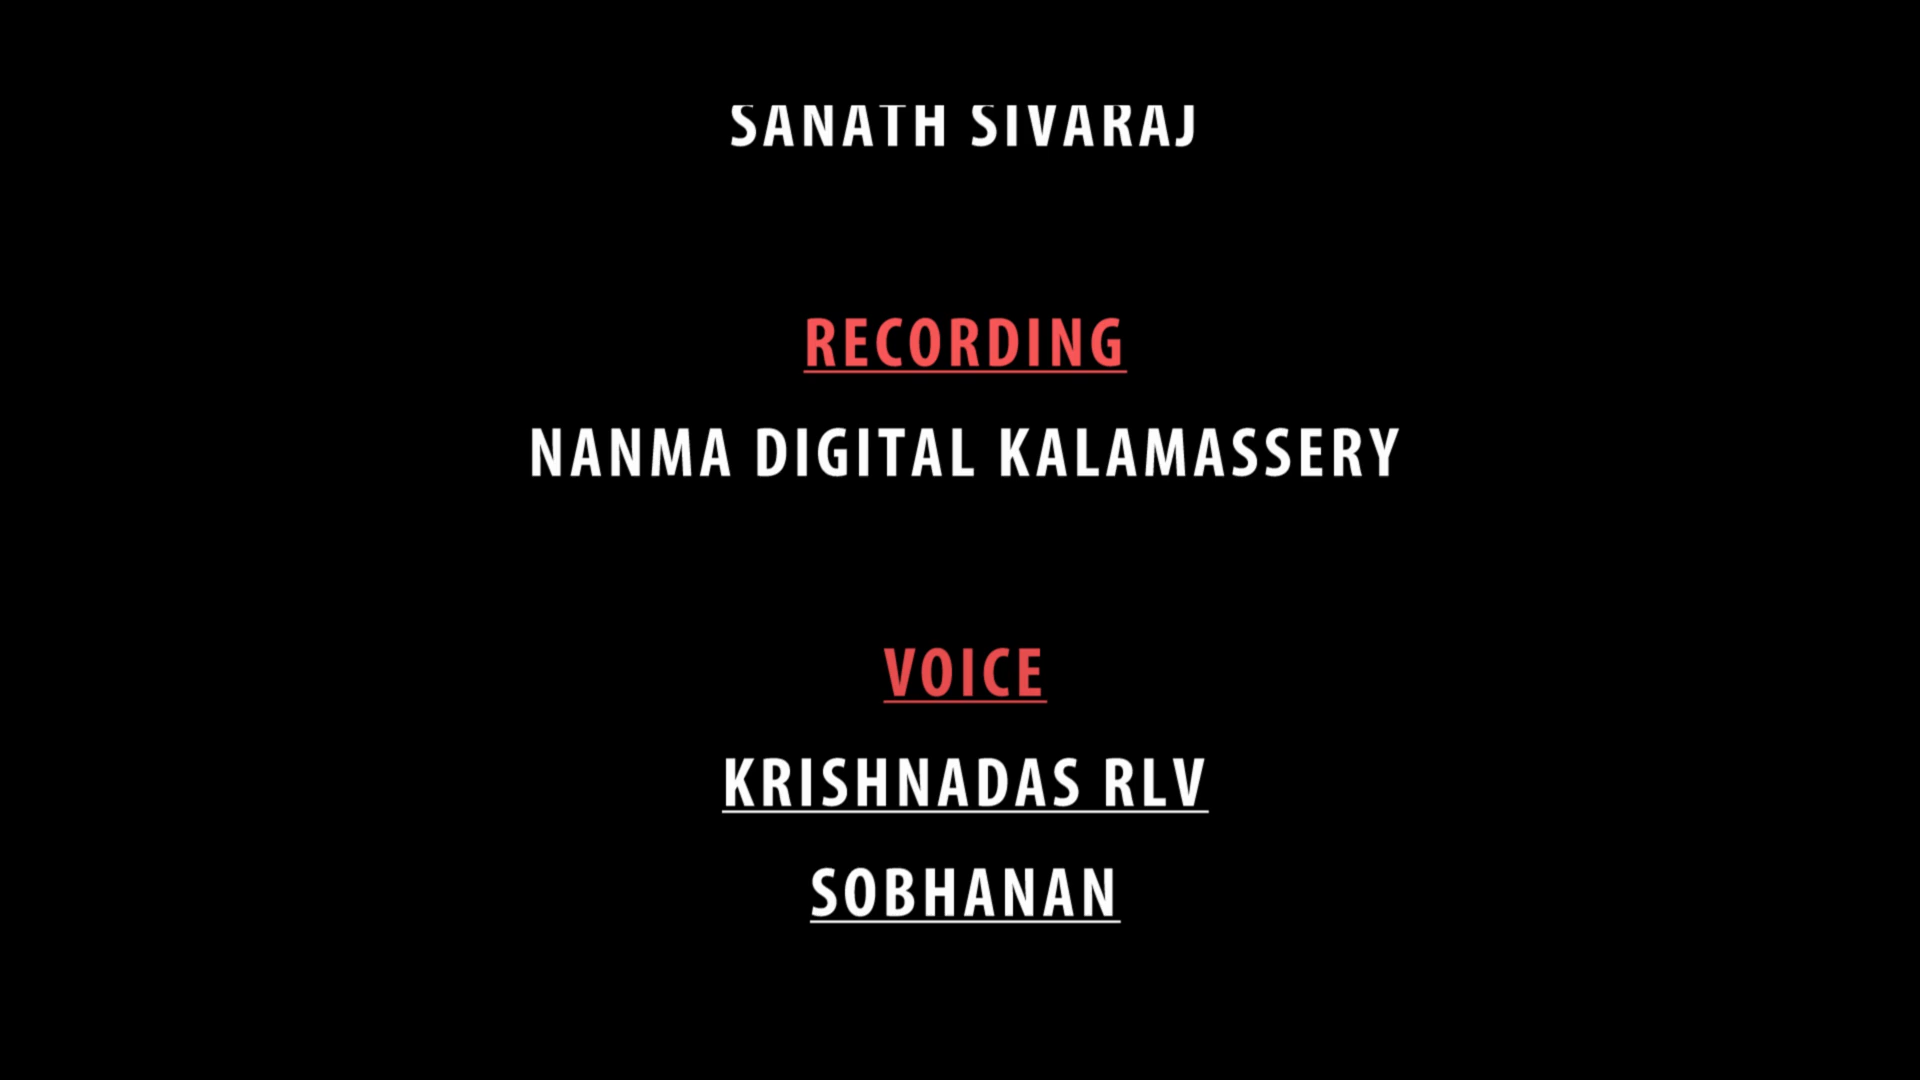 SANATH SIVARAJ
RECORDING
NANMA DIGITAL KALAMASSERY
VOICE
KRISHNADAS RLV
SOBHANAN